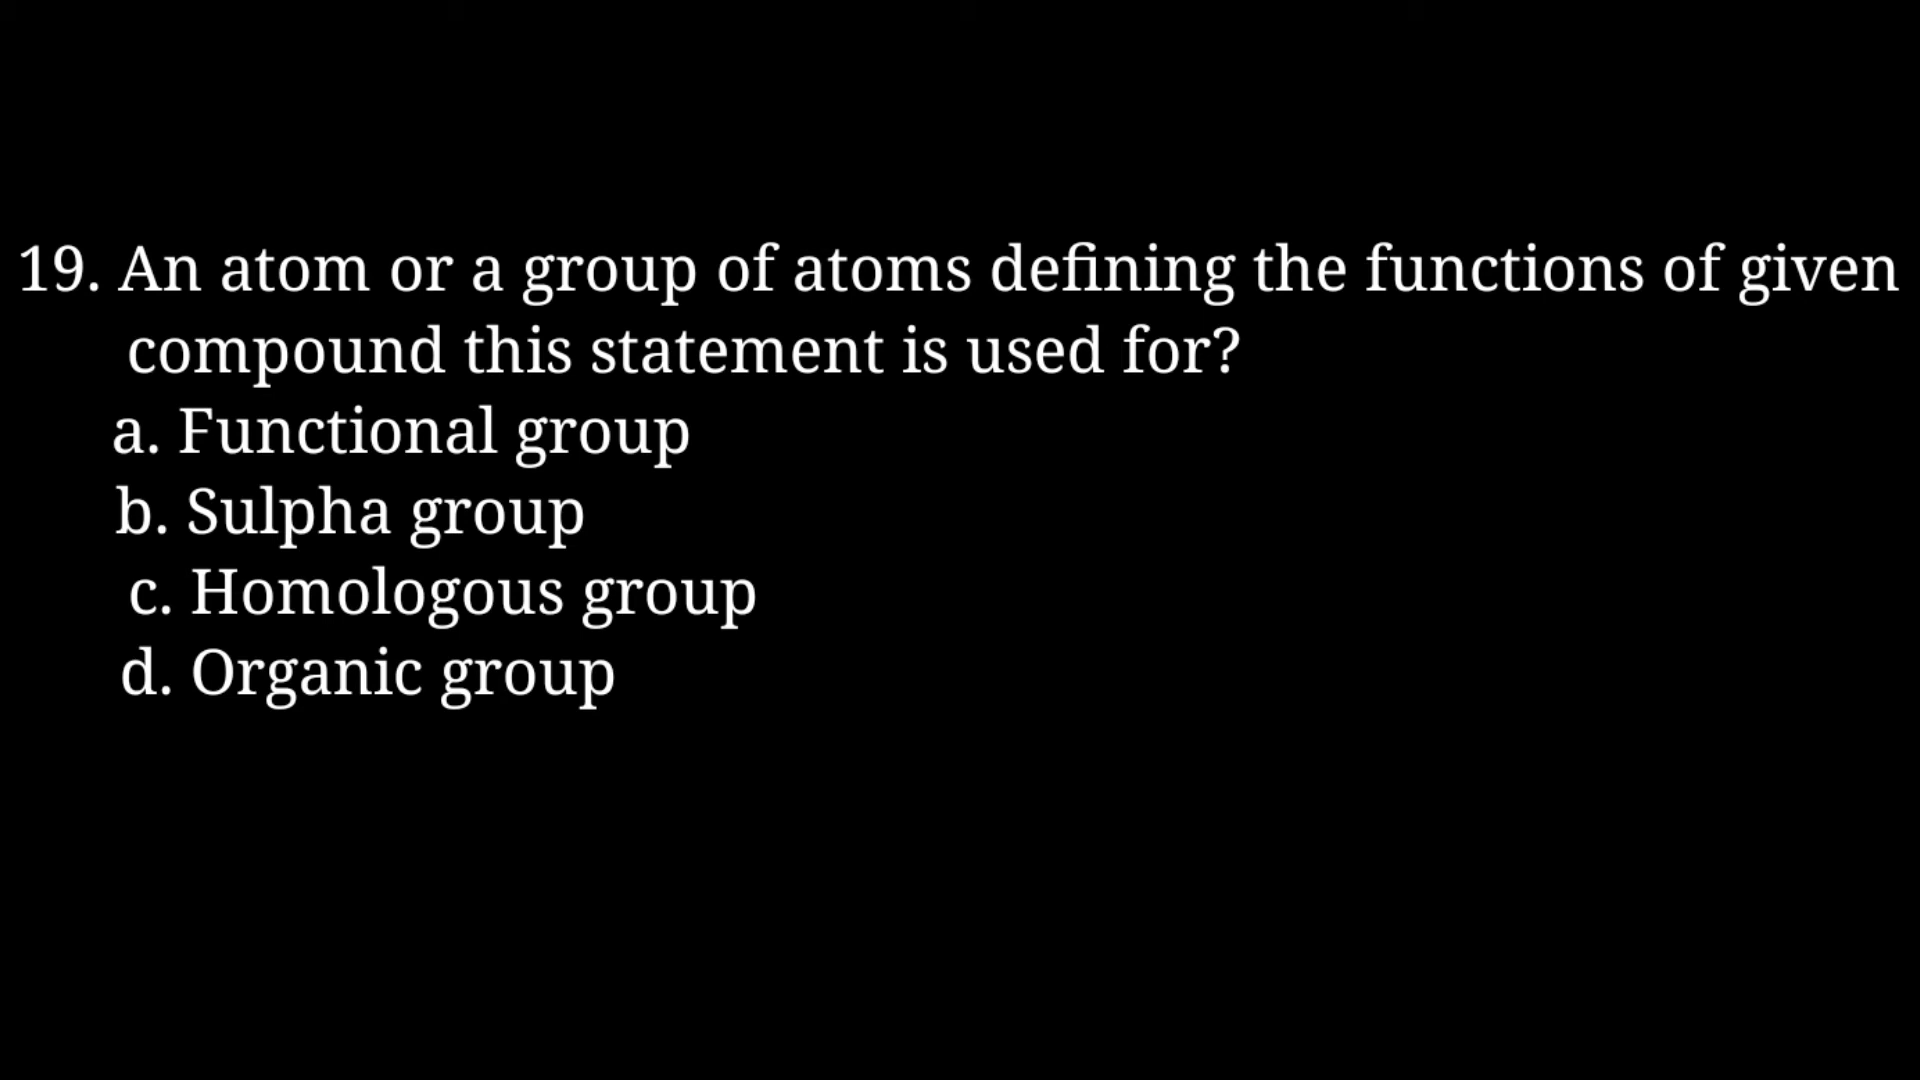 19. An atom or a group of atoms defining the functions of given
compound this statement is used for?
a. Functional group
b. Sulpha group
c. Homologous group
d. Organic group